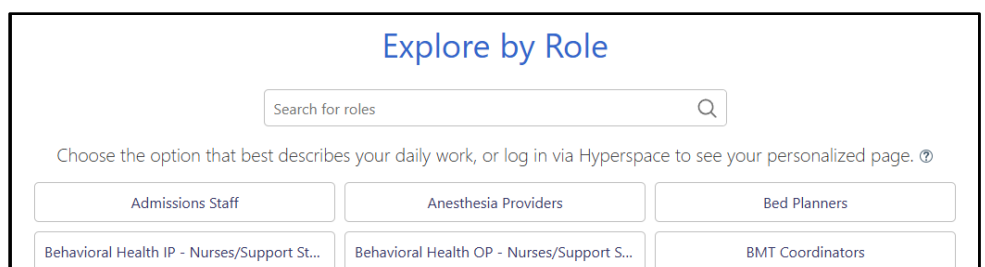 Explore by Role
Search for roles
Choose the option that best describes your daily work, or log in via Hyperspace to see your personalized page. ?
Admissions Staff
Anesthesia Providers
Bed Planners
Behavioral Health IP - Nurses/Support St...
Behavioral Health OP - Nurses/Support S...
BMT Coordinators